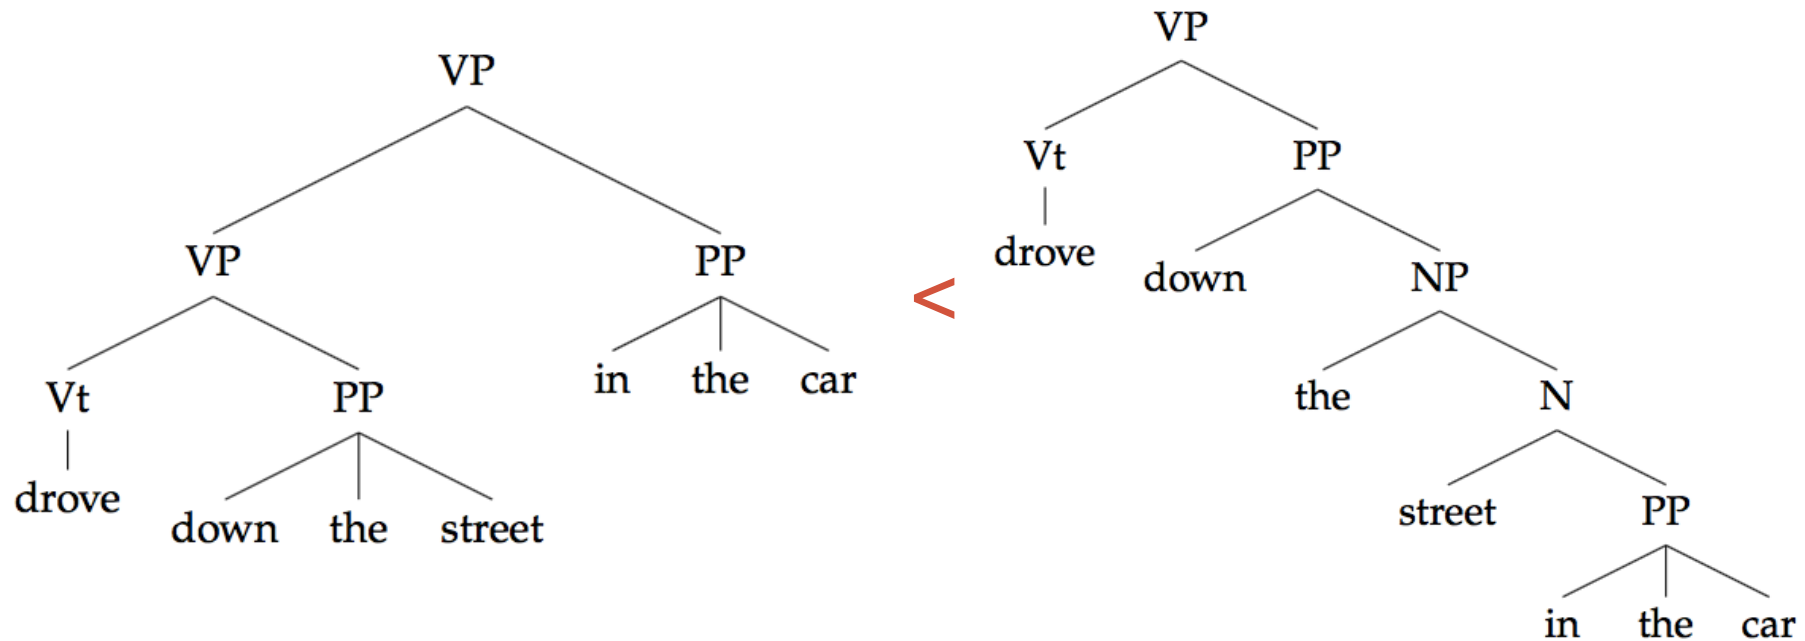 VP
VP PP
Vt PP in the car
drove down the street
<
VP
Vt PP
drove down NP
the N
street PP
in the car